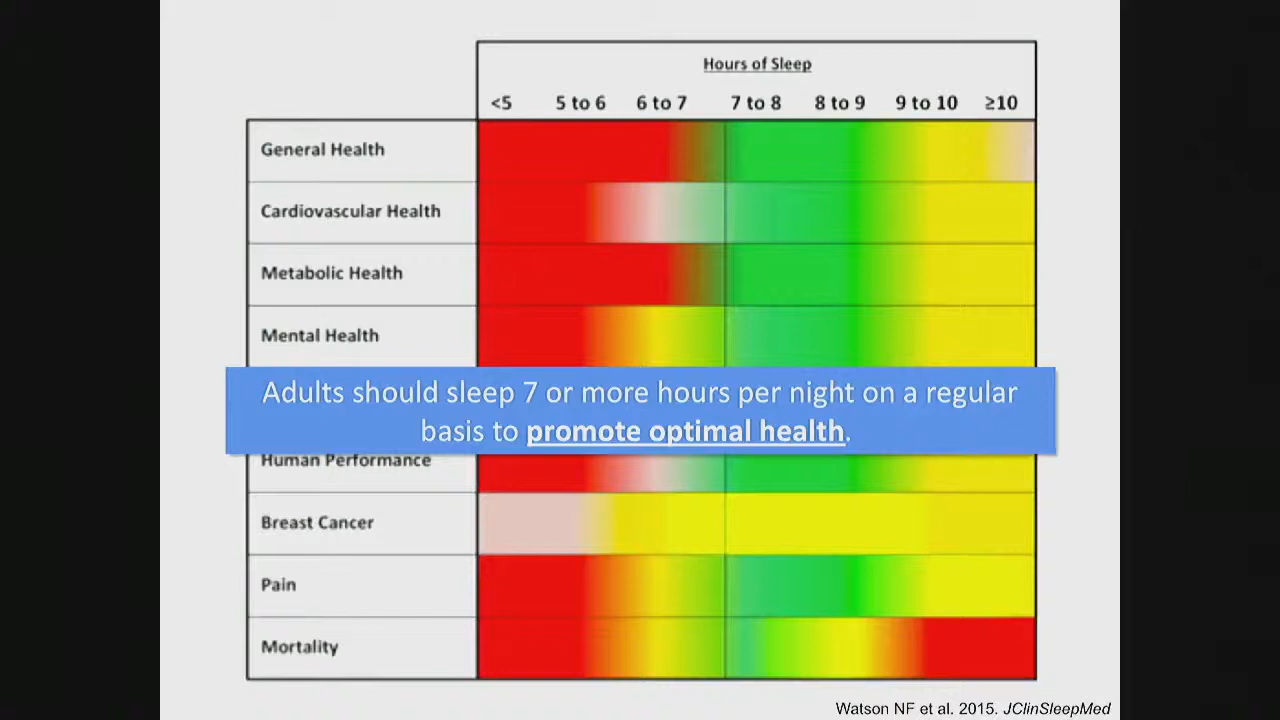 Hours of Sleep
<5 5 to 6 6 to 7 7 to 8 8 to 9 9 to 10 ≥10
General Health
Cardiovascular Health
Metabolic Health
Mental Health
Adults should sleep 7 or more hours per night on a regular
basis to promote optimal health.
Human Performance
Breast Cancer
Pain
Mortality
Watson NF et al. 2015. JClinSleepMed